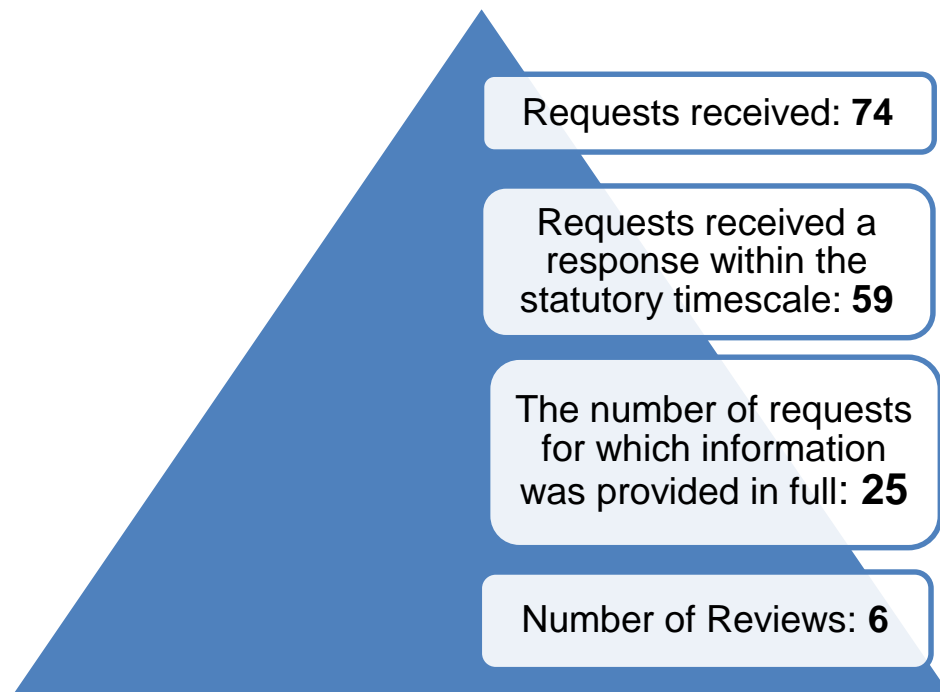 Requests received: 74
Requests received a
response within the
statutory timescale: 59
The number of requests
for which information
was provided in full: 25
Number of Reviews: 6